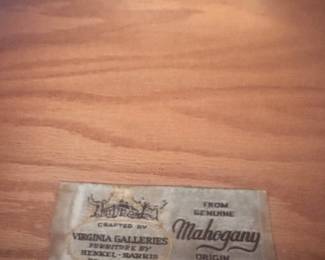 CRAFTED BY
VIRGINIA GALLERIES
FURNITURE BY
HENKEL-HARRIS
FROM
GENUINE
Mahogany
ORIGIN